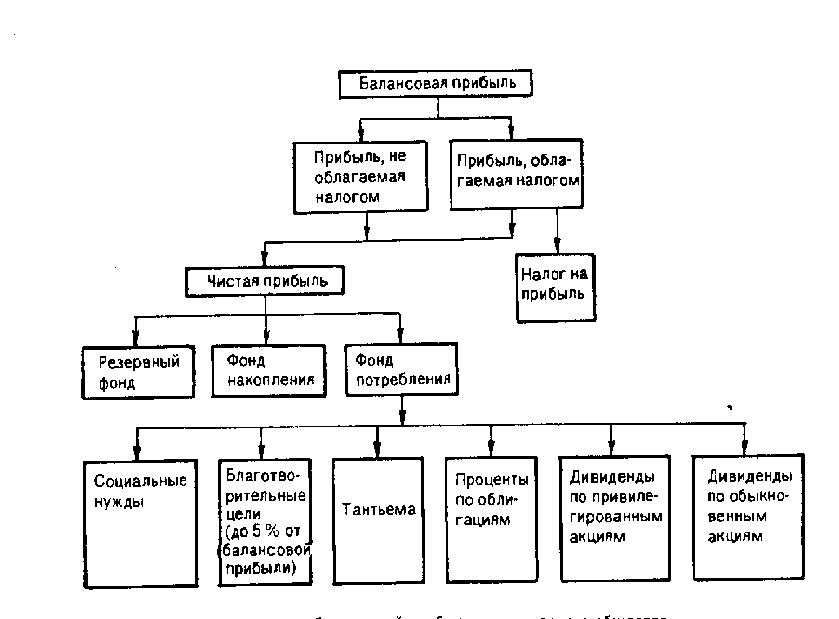 Балансовая прибыль
Прибыль, не
облагаемая
налогом
Прибыль, обла-
гаемая налогом
Чистая прибыль
Налог на
прибыль
Резервный
фонд
Фонд
накопления
Фонд
потребления
Социальные
нужды
Благотво-
рительные
цели
(до 5 % от
балансовой
прибыли)
Тантьема
Проценты
по обли-
гациям
Дивиденды
по привиле-
гированным
акциям
Дивиденды
по обыкно-
венным
акциям